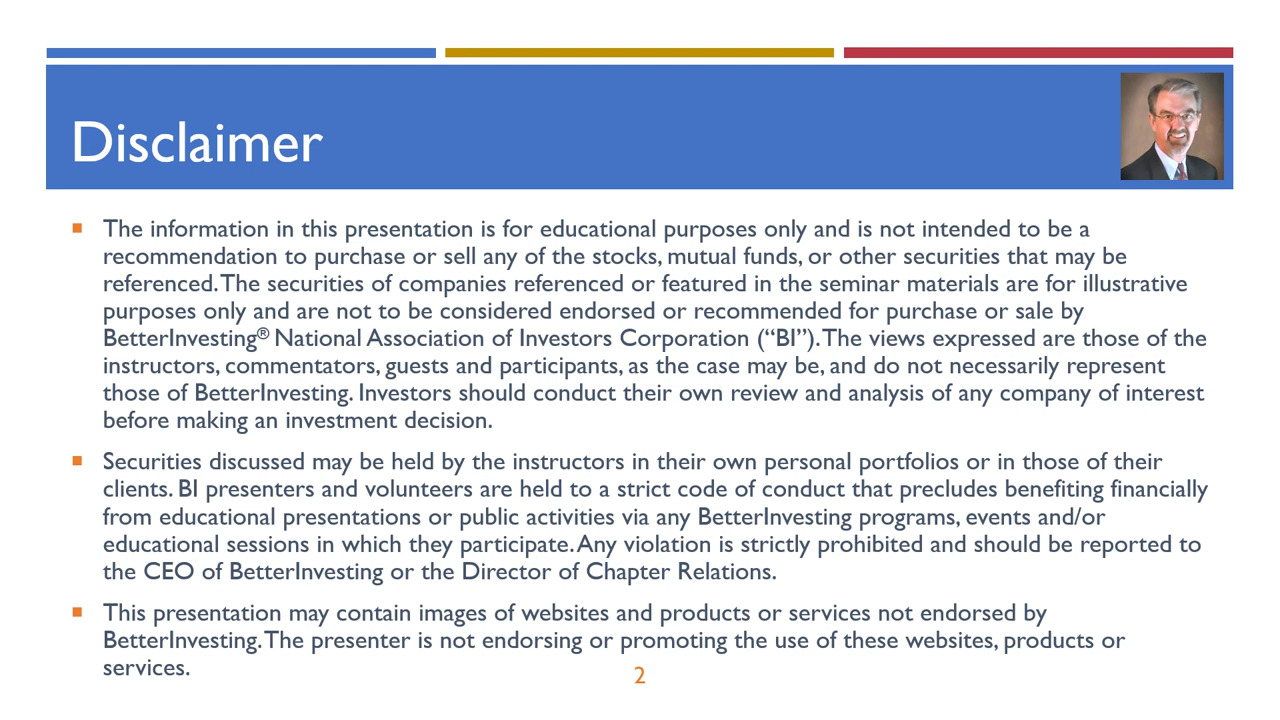 Disclaimer
The information in this presentation is for educational purposes only and is not intended to be a
recommendation to purchase or sell any of the stocks, mutual funds, or other securities that may be
referenced. The securities of companies referenced or featured in the seminar materials are for illustrative
purposes only and are not to be considered endorsed or recommended for purchase or sale by
BetterInvesting® National Association of Investors Corporation (“BI”). The views expressed are those of the
instructors, commentators, guests and participants, as the case may be, and do not necessarily represent
those of BetterInvesting. Investors should conduct their own review and analysis of any company of interest
before making an investment decision.
Securities discussed may be held by the instructors in their own personal portfolios or in those of their
clients. BI presenters and volunteers are held to a strict code of conduct that precludes benefiting financially
from educational presentations or public activities via any BetterInvesting programs, events and/or
educational sessions in which they participate. Any violation is strictly prohibited and should be reported to
the CEO of BetterInvesting or the Director of Chapter Relations.
This presentation may contain images of websites and products or services not endorsed by
BetterInvesting. The presenter is not endorsing or promoting the use of these websites, products or
services.
2